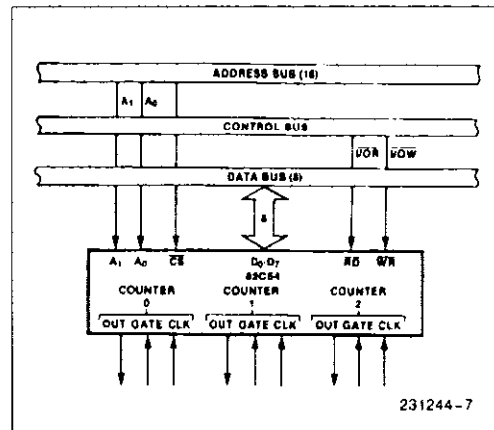 ADDRESS BUS (16)
A₁ A₀
CONTROL BUS
I/OR I/OW
DATA BUS (8)
8
A₁ A₀ CS D₀-D₇ RD WR
82C54
COUNTER COUNTER COUNTER
0 1 2
OUT GATE CLK OUT GATE CLK OUT GATE CLK
231244-7